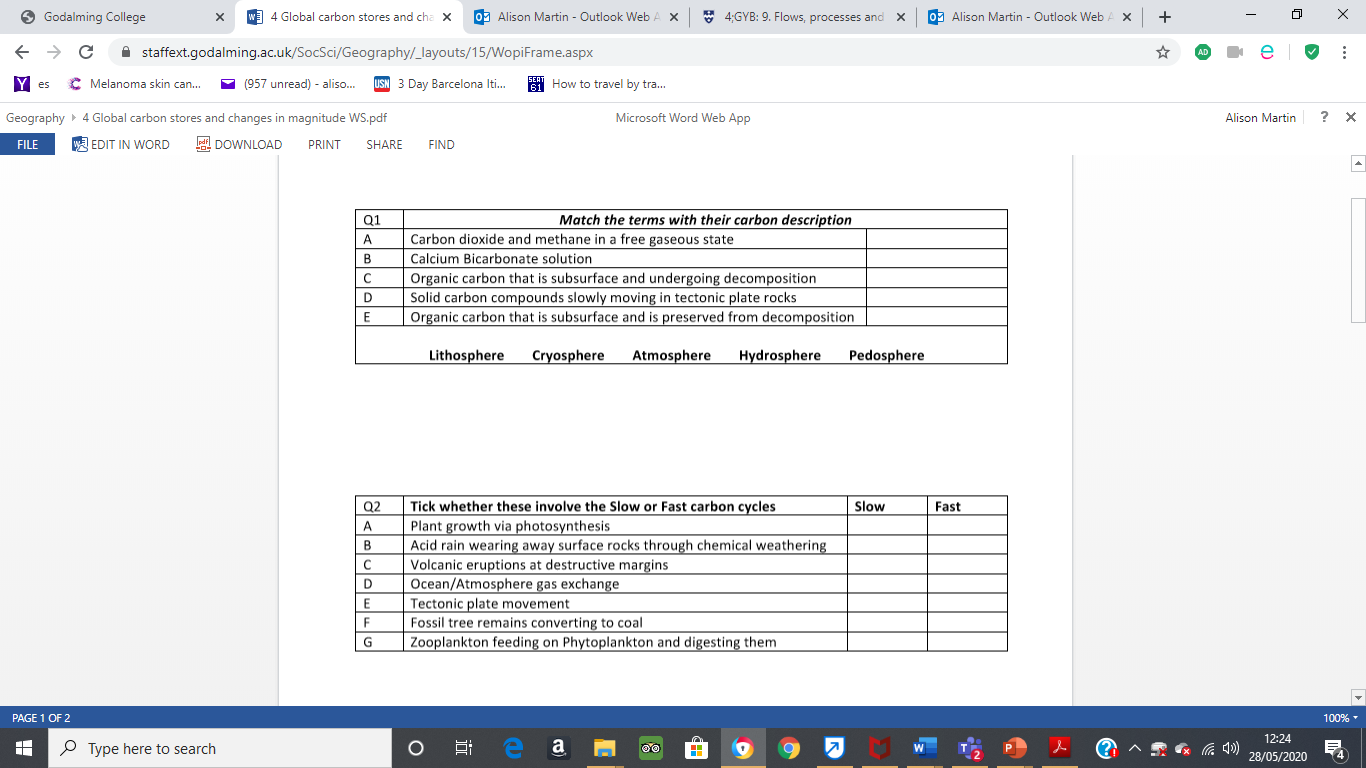 Godalming College
4 Global carbon stores and cha
Alison Martin - Outlook Web A
4;GYB: 9. Flows, processes and
Alison Martin - Outlook Web A
staffext.godalming.ac.uk/SocSci/Geography/_layouts/15/WopiFrame.aspx
es
Melanoma skin can...
(957 unread) - aliso...
3 Day Barcelona Iti...
How to travel by tra...
Geography ▸ 4 Global carbon stores and changes in magnitude WS.pdf
Microsoft Word Web App
Alison Martin ? X
FILE EDIT IN WORD DOWNLOAD PRINT SHARE FIND
Q1 Match the terms with their carbon description
A Carbon dioxide and methane in a free gaseous state
B Calcium Bicarbonate solution
C Organic carbon that is subsurface and undergoing decomposition
D Solid carbon compounds slowly moving in tectonic plate rocks
E Organic carbon that is subsurface and is preserved from decomposition
Lithosphere Cryosphere Atmosphere Hydrosphere Pedosphere
Q2 Tick whether these involve the Slow or Fast carbon cycles Slow Fast
A Plant growth via photosynthesis
B Acid rain wearing away surface rocks through chemical weathering
C Volcanic eruptions at destructive margins
D Ocean/Atmosphere gas exchange
E Tectonic plate movement
F Fossil tree remains converting to coal
G Zooplankton feeding on Phytoplankton and digesting them
PAGE 1 OF 2
100%
Type here to search
12:24
28/05/2020